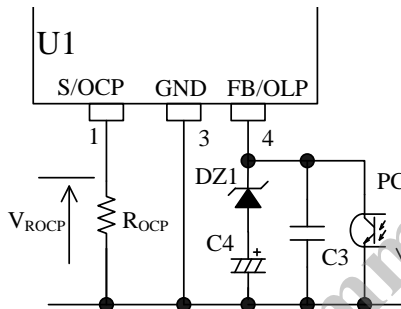 U1
S/OCP GND FB/OLP
1 3 4
DZ1
PC
VROCP
ROCP
C4
+
C3